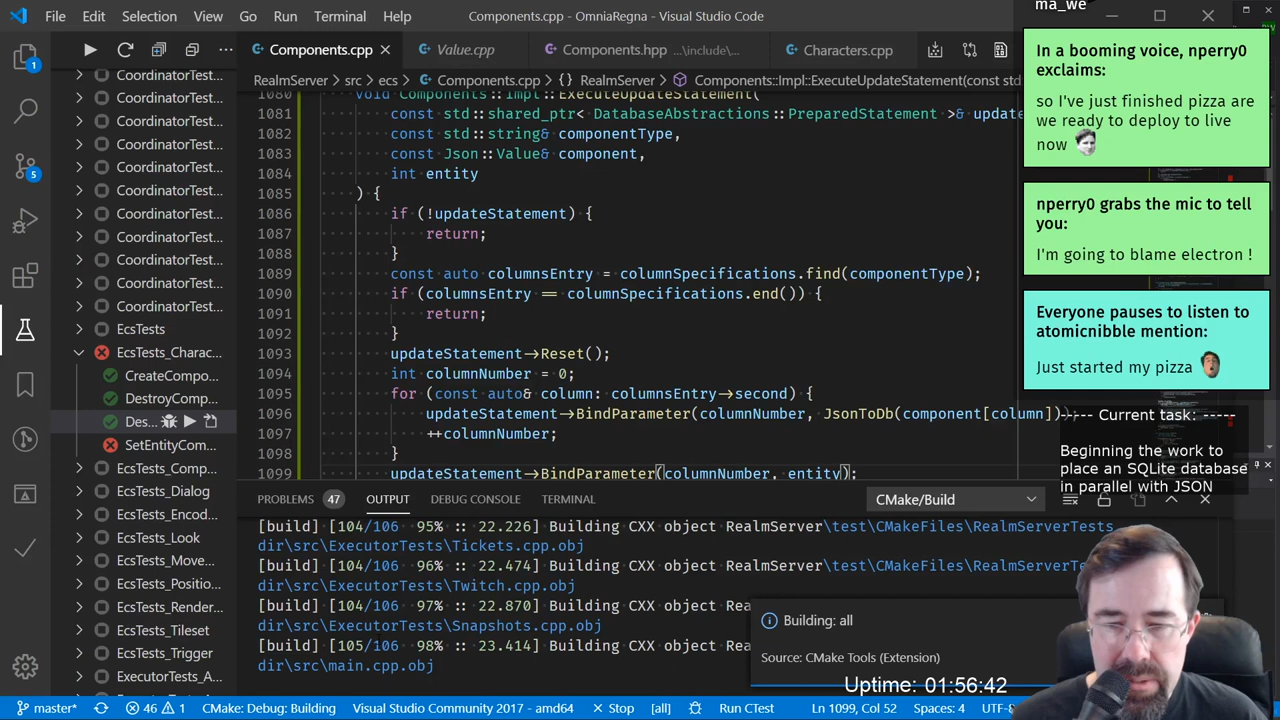 File Edit Selection View Go Run Terminal Help
Components.cpp - OmniaRegna - Visual Studio Code
ma_we
Components.cpp
Value.cpp
Components.hpp ...\include\...
Characters.cpp
RealmServer > src > ecs > Components.cpp > {} RealmServer > Components::Impl::ExecuteUpdateStatement(const std
1080 void Components::Impl::ExecuteUpdateStatement(
1081 const std::shared_ptr< DatabaseAbstractions::PreparedStatement >& update
1082 const std::string& componentType,
1083 const Json::Value& component,
1084 int entity
1085 ) {
1086 if (!updateStatement) {
1087 return;
1088 }
1089 const auto columnsEntry = columnSpecifications.find(componentType);
1090 if (columnsEntry == columnSpecifications.end()) {
1091 return;
1092 }
1093 updateStatement->Reset();
1094 int columnNumber = 0;
1095 for (const auto& column: columnsEntry->second) {
1096 updateStatement->BindParameter(columnNumber, JsonToDb(component[column]));
1097 ++columnNumber;
1098 }
1099 updateStatement->BindParameter(columnNumber, entity);
1
5
CoordinatorTest...
CoordinatorTest...
CoordinatorTest...
CoordinatorTest...
CoordinatorTest...
CoordinatorTest...
CoordinatorTest...
CoordinatorTest...
CoordinatorTest...
CoordinatorTest...
CoordinatorTest...
EcsTests
EcsTests_Charac...
CreateCompo...
DestroyComp...
Des...
SetEntityCom...
EcsTests_Comp...
EcsTests_Dialog
EcsTests_Encod...
EcsTests_Look
EcsTests_Move...
EcsTests_Positio...
EcsTests_Render...
EcsTests_Tileset
EcsTests_Trigger
ExecutorTests_A...
PROBLEMS 47 OUTPUT DEBUG CONSOLE TERMINAL
CMake/Build
[build] [104/106 95% :: 22.226] Building CXX object RealmServer\test\CMakeFiles\RealmServerTests.
dir\src\ExecutorTests\Tickets.cpp.obj
[build] [104/106 96% :: 22.474] Building CXX object RealmServer\test\CMakeFiles\RealmServerTests.
dir\src\ExecutorTests\Twitch.cpp.obj
[build] [104/106 97% :: 22.870] Building CXX object Rea
dir\src\ExecutorTests\Snapshots.cpp.obj
[build] [105/106 98% :: 23.414] Building CXX object Rea
dir\src\main.cpp.obj
Building: all
Source: CMake Tools (Extension)
In a booming voice, nperry0
exclaims:
so I've just finished pizza are
we ready to deploy to live
now
nperry0 grabs the mic to tell
you:
I'm going to blame electron !
Everyone pauses to listen to
atomicnibble mention:
Just started my pizza
----- Current task: -----
Beginning the work to
place an SQLite database
in parallel with JSON
Uptime: 01:56:42
master* 46 1 CMake: Debug: Building Visual Studio Community 2017 - amd64 Stop [all] Run CTest Ln 1099, Col 52 Spaces: 4 UTF-8